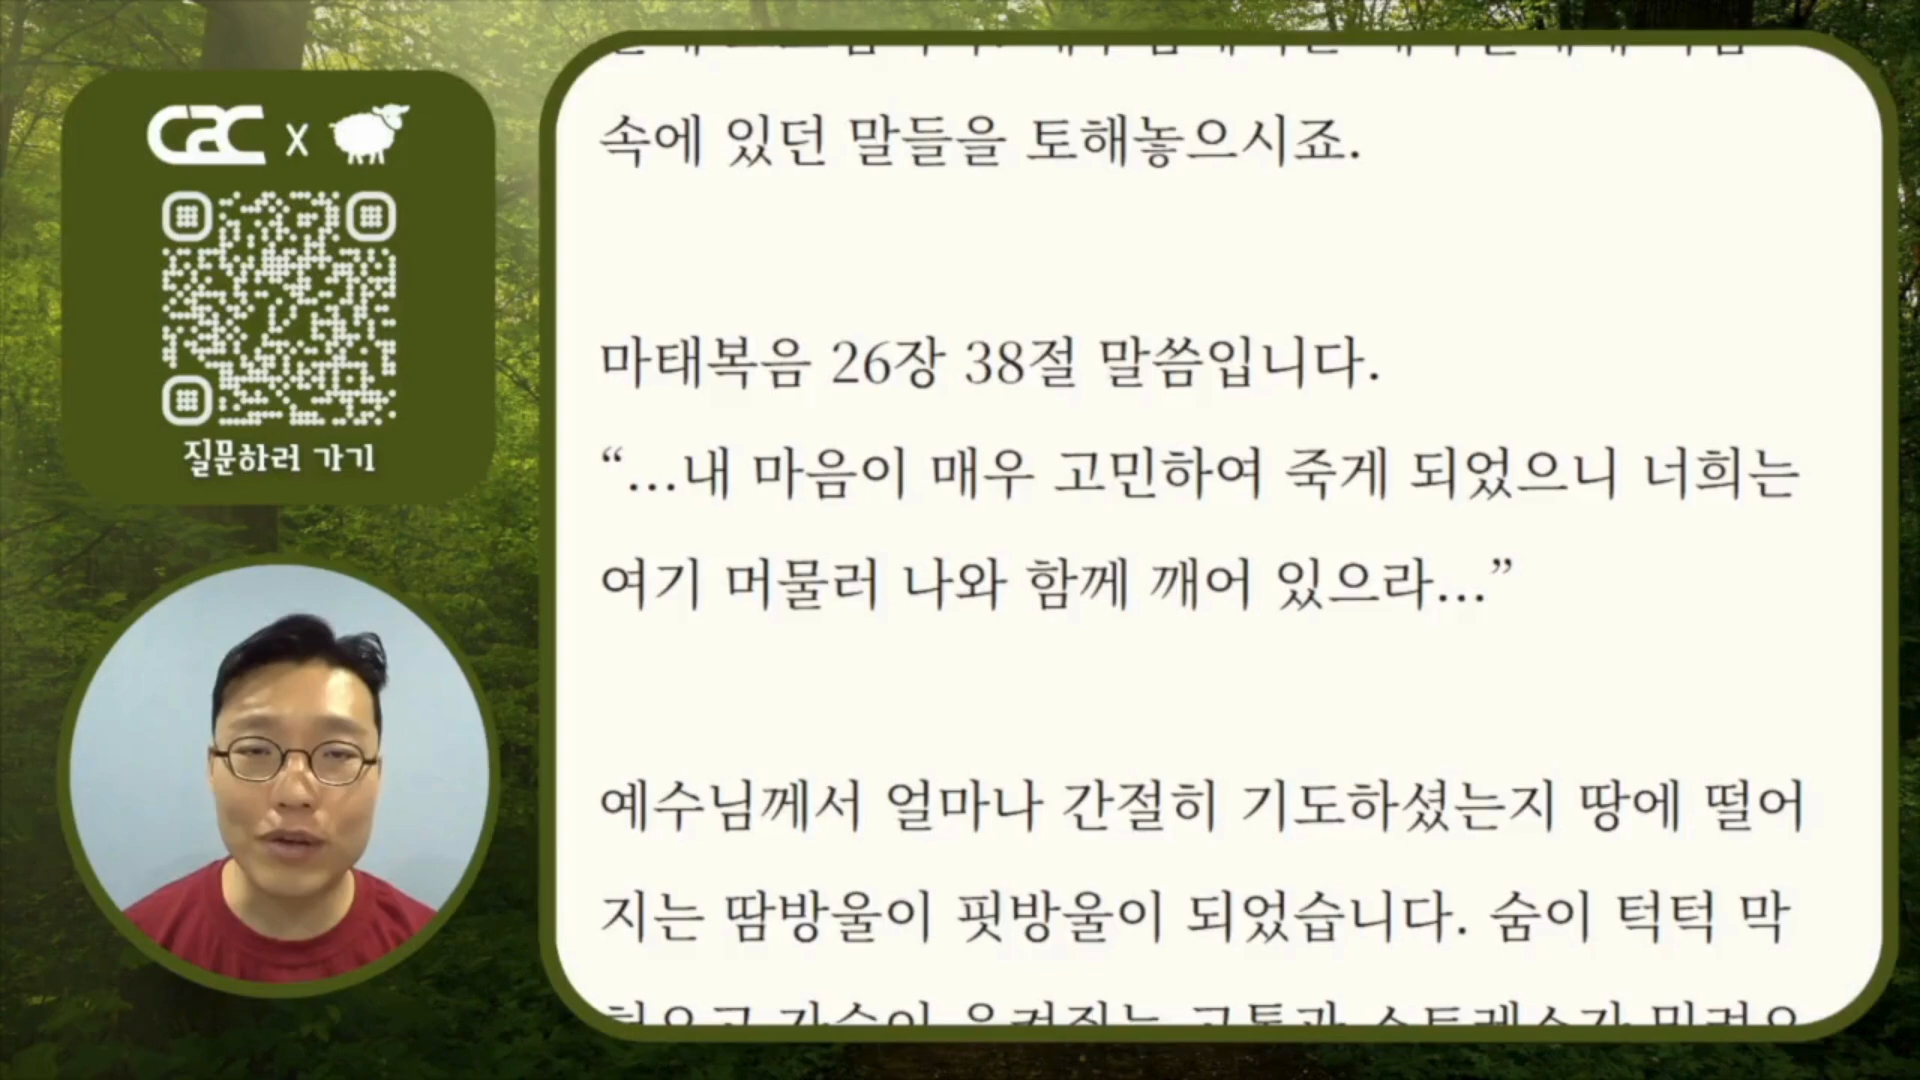 cac x
질문하러 가기
속에 있던 말들을 토해놓으시죠.
마태복음 26장 38절 말씀입니다.
“...내 마음이 매우 고민하여 죽게 되었으니 너희는
여기 머물러 나와 함께 깨어 있으라...”
예수님께서 얼마나 간절히 기도하셨는지 땅에 떨어
지는 땀방울이 핏방울이 되었습니다. 숨이 턱턱 막